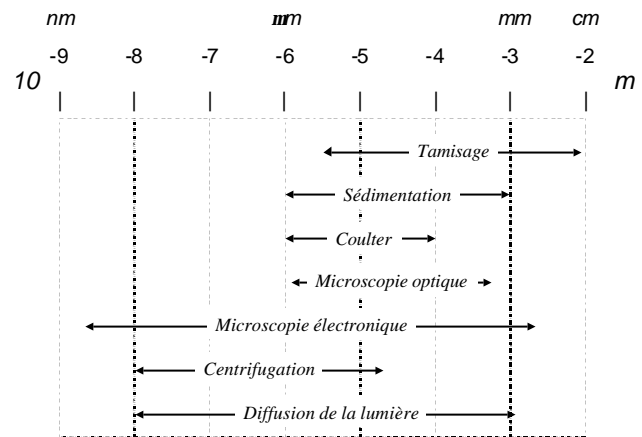 nm mm mm cm
-9 -8 -7 -6 -5 -4 -3 -2
10 m
Tamisage
Sédimentation
Coulter
Microscopie optique
Microscopie électronique
Centrifugation
Diffusion de la lumière